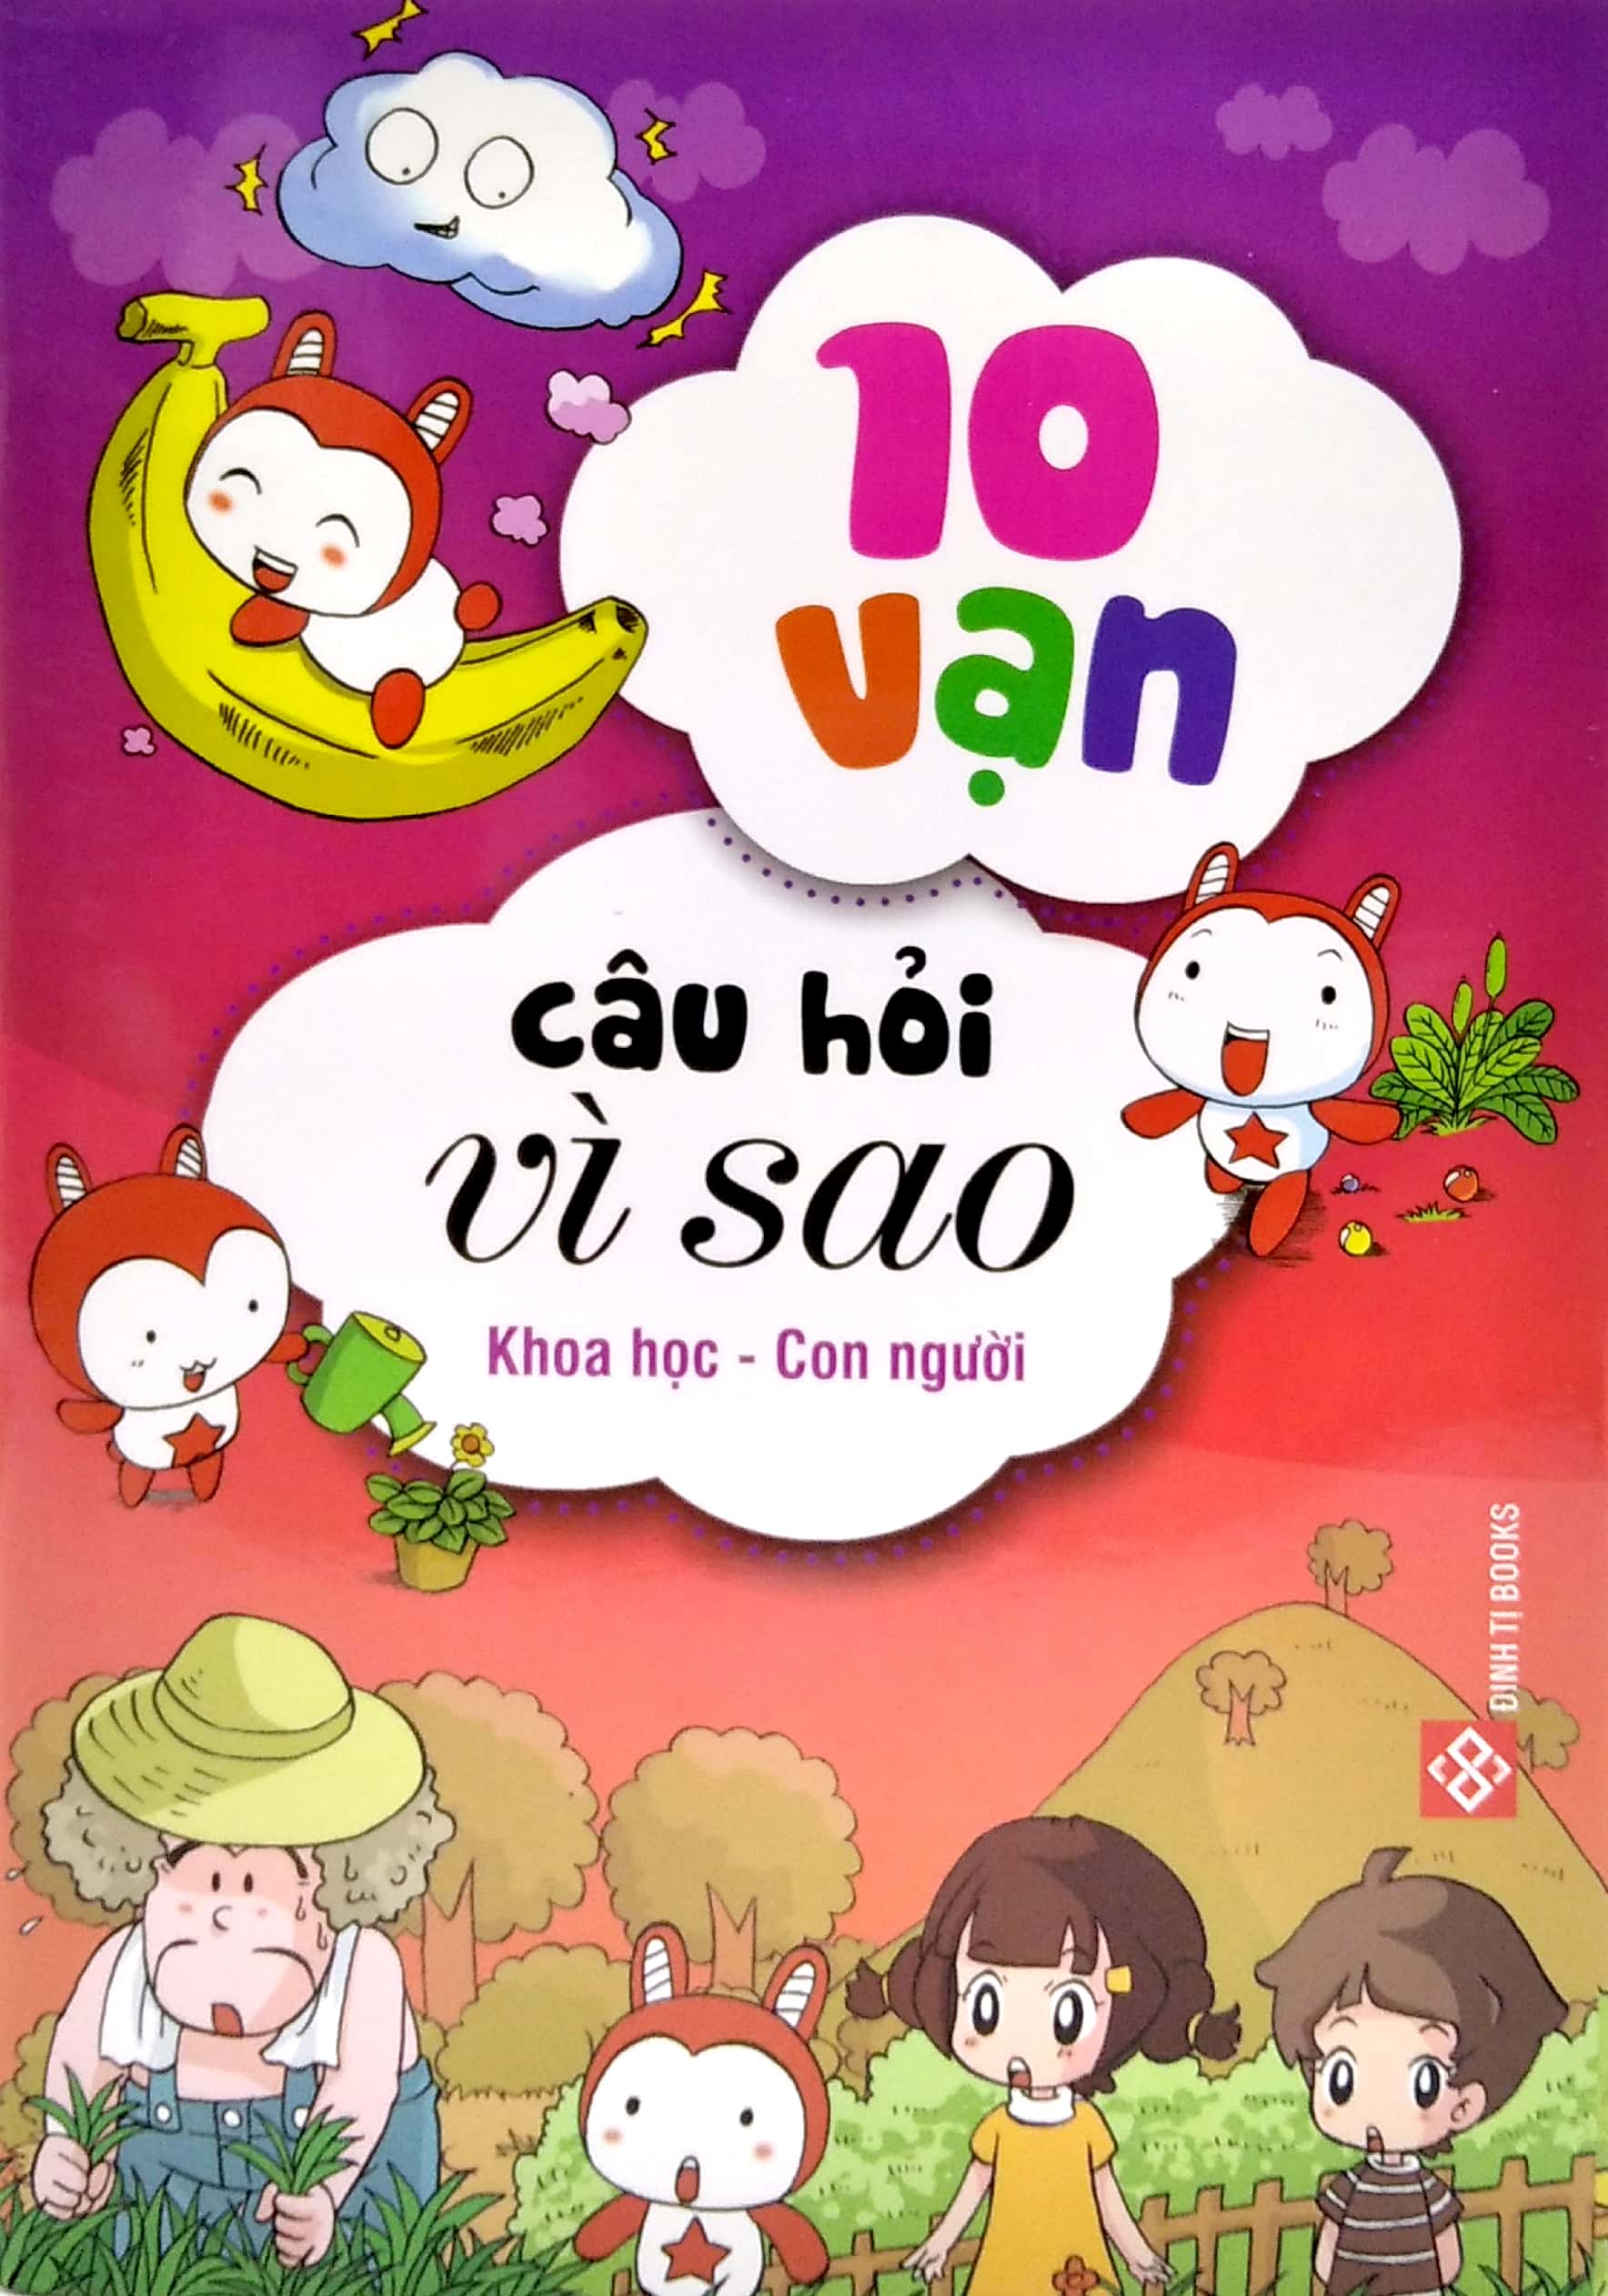 10
vạn
câu hỏi
vì sao
Khoa học - Con người
ĐINH TỊ BOOKS